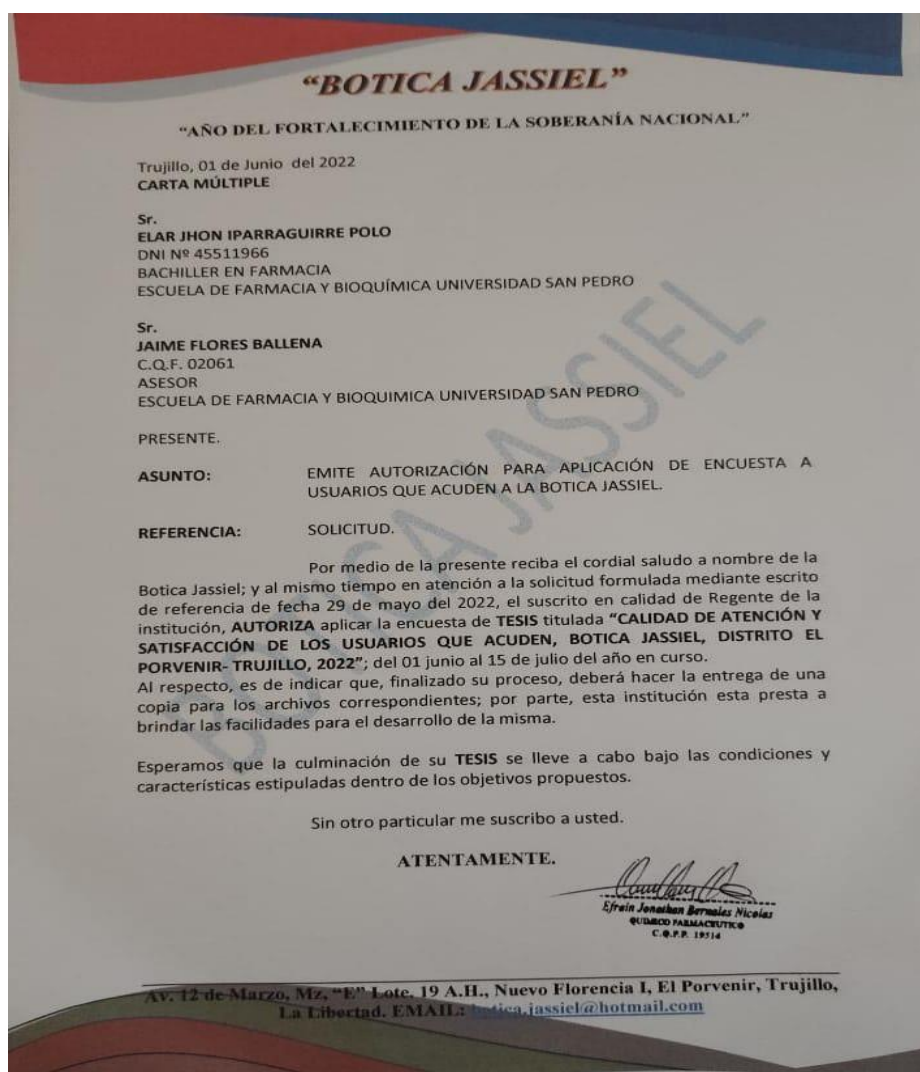 “BOTICA JASSIEL”
“AÑO DEL FORTALECIMIENTO DE LA SOBERANÍA NACIONAL”
Trujillo, 01 de Junio del 2022
CARTA MÚLTIPLE
Sr.
ELAR JHON IPARRAGUIRRE POLO
DNI Nº 45511966
BACHILLER EN FARMACIA
ESCUELA DE FARMACIA Y BIOQUÍMICA UNIVERSIDAD SAN PEDRO
Sr.
JAIME FLORES BALLENA
C.Q.F. 02061
ASESOR
ESCUELA DE FARMACIA Y BIOQUIMICA UNIVERSIDAD SAN PEDRO
PRESENTE.
ASUNTO: EMITE AUTORIZACIÓN PARA APLICACIÓN DE ENCUESTA A
USUARIOS QUE ACUDEN A LA BOTICA JASSIEL.
REFERENCIA: SOLICITUD.
Por medio de la presente reciba el cordial saludo a nombre de la
Botica Jassiel; y al mismo tiempo en atención a la solicitud formulada mediante escrito
de referencia de fecha 29 de mayo del 2022, el suscrito en calidad de Regente de la
institución, AUTORIZA aplicar la encuesta de TESIS titulada “CALIDAD DE ATENCIÓN Y
SATISFACCIÓN DE LOS USUARIOS QUE ACUDEN, BOTICA JASSIEL, DISTRITO EL
PORVENIR- TRUJILLO, 2022”; del 01 junio al 15 de julio del año en curso.
Al respecto, es de indicar que, finalizado su proceso, deberá hacer la entrega de una
copia para los archivos correspondientes; por parte, esta institución esta presta a
brindar las facilidades para el desarrollo de la misma.
Esperamos que la culminación de su TESIS se lleve a cabo bajo las condiciones y
características estipuladas dentro de los objetivos propuestos.
Sin otro particular me suscribo a usted.
ATENTAMENTE.
Efrain Jonathan Bernales Nicolas
QUIMICO FARMACEUTICO
C.Q.F.P. 19514
Av. 12 de Marzo, Mz, “E” Lote. 19 A.H., Nuevo Florencia I, El Porvenir, Trujillo,
La Libertad. EMAIL: botica.jassiel@hotmail.com
BOTICA JASSIEL